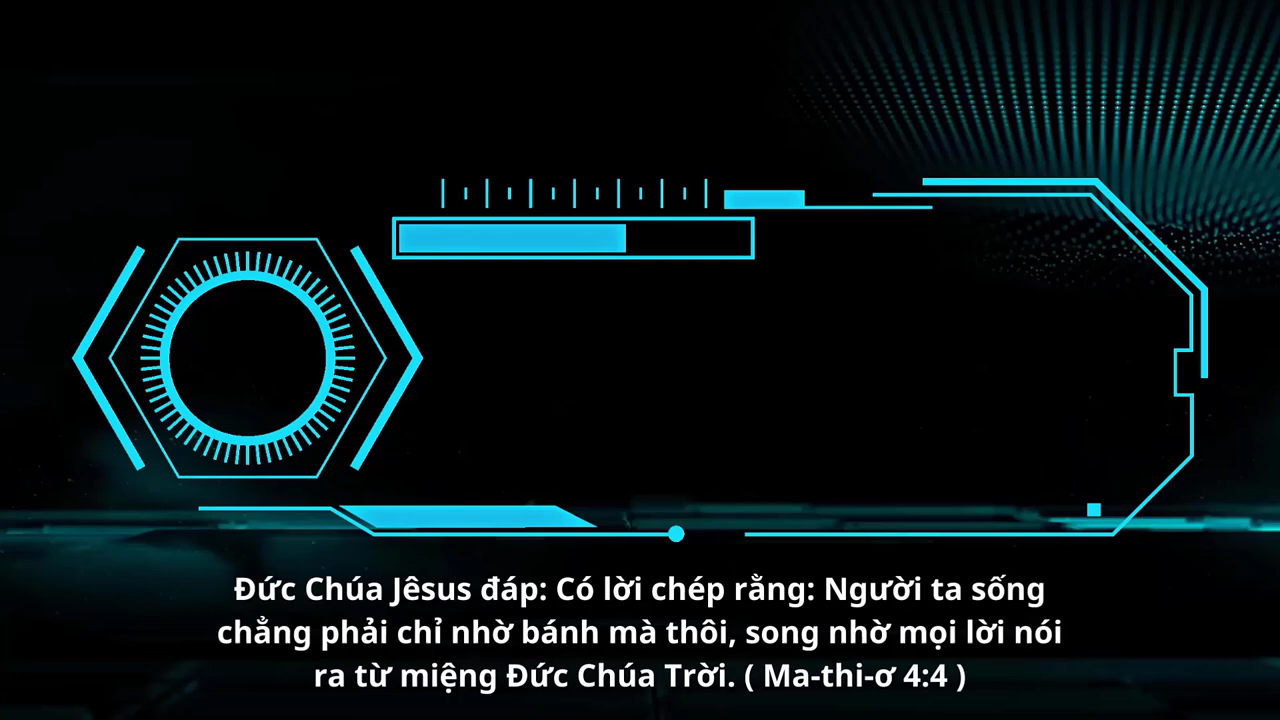 Đức Chúa Jêsus đáp: Có lời chép rằng: Người ta sống
chẳng phải chỉ nhờ bánh mà thôi, song nhờ mọi lời nói
ra từ miệng Đức Chúa Trời. ( Ma-thi-ơ 4:4 )